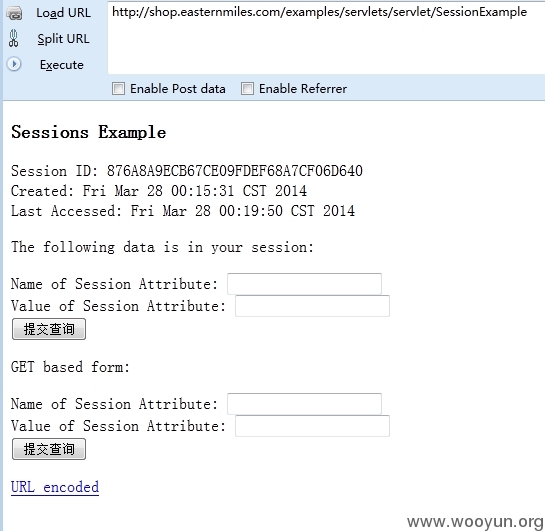 Load URL
http://shop.easternmiles.com/examples/servlets/servlet/SessionExample
Split URL
Execute
Enable Post data
Enable Referrer
Sessions Example
Session ID: 876A8A9ECB67CE09FDEF68A7CF06D640
Created: Fri Mar 28 00:15:31 CST 2014
Last Accessed: Fri Mar 28 00:19:50 CST 2014
The following data is in your session:
Name of Session Attribute:
Value of Session Attribute:
提交查询
GET based form:
Name of Session Attribute:
Value of Session Attribute:
提交查询
URL encoded
www.wooyun.org